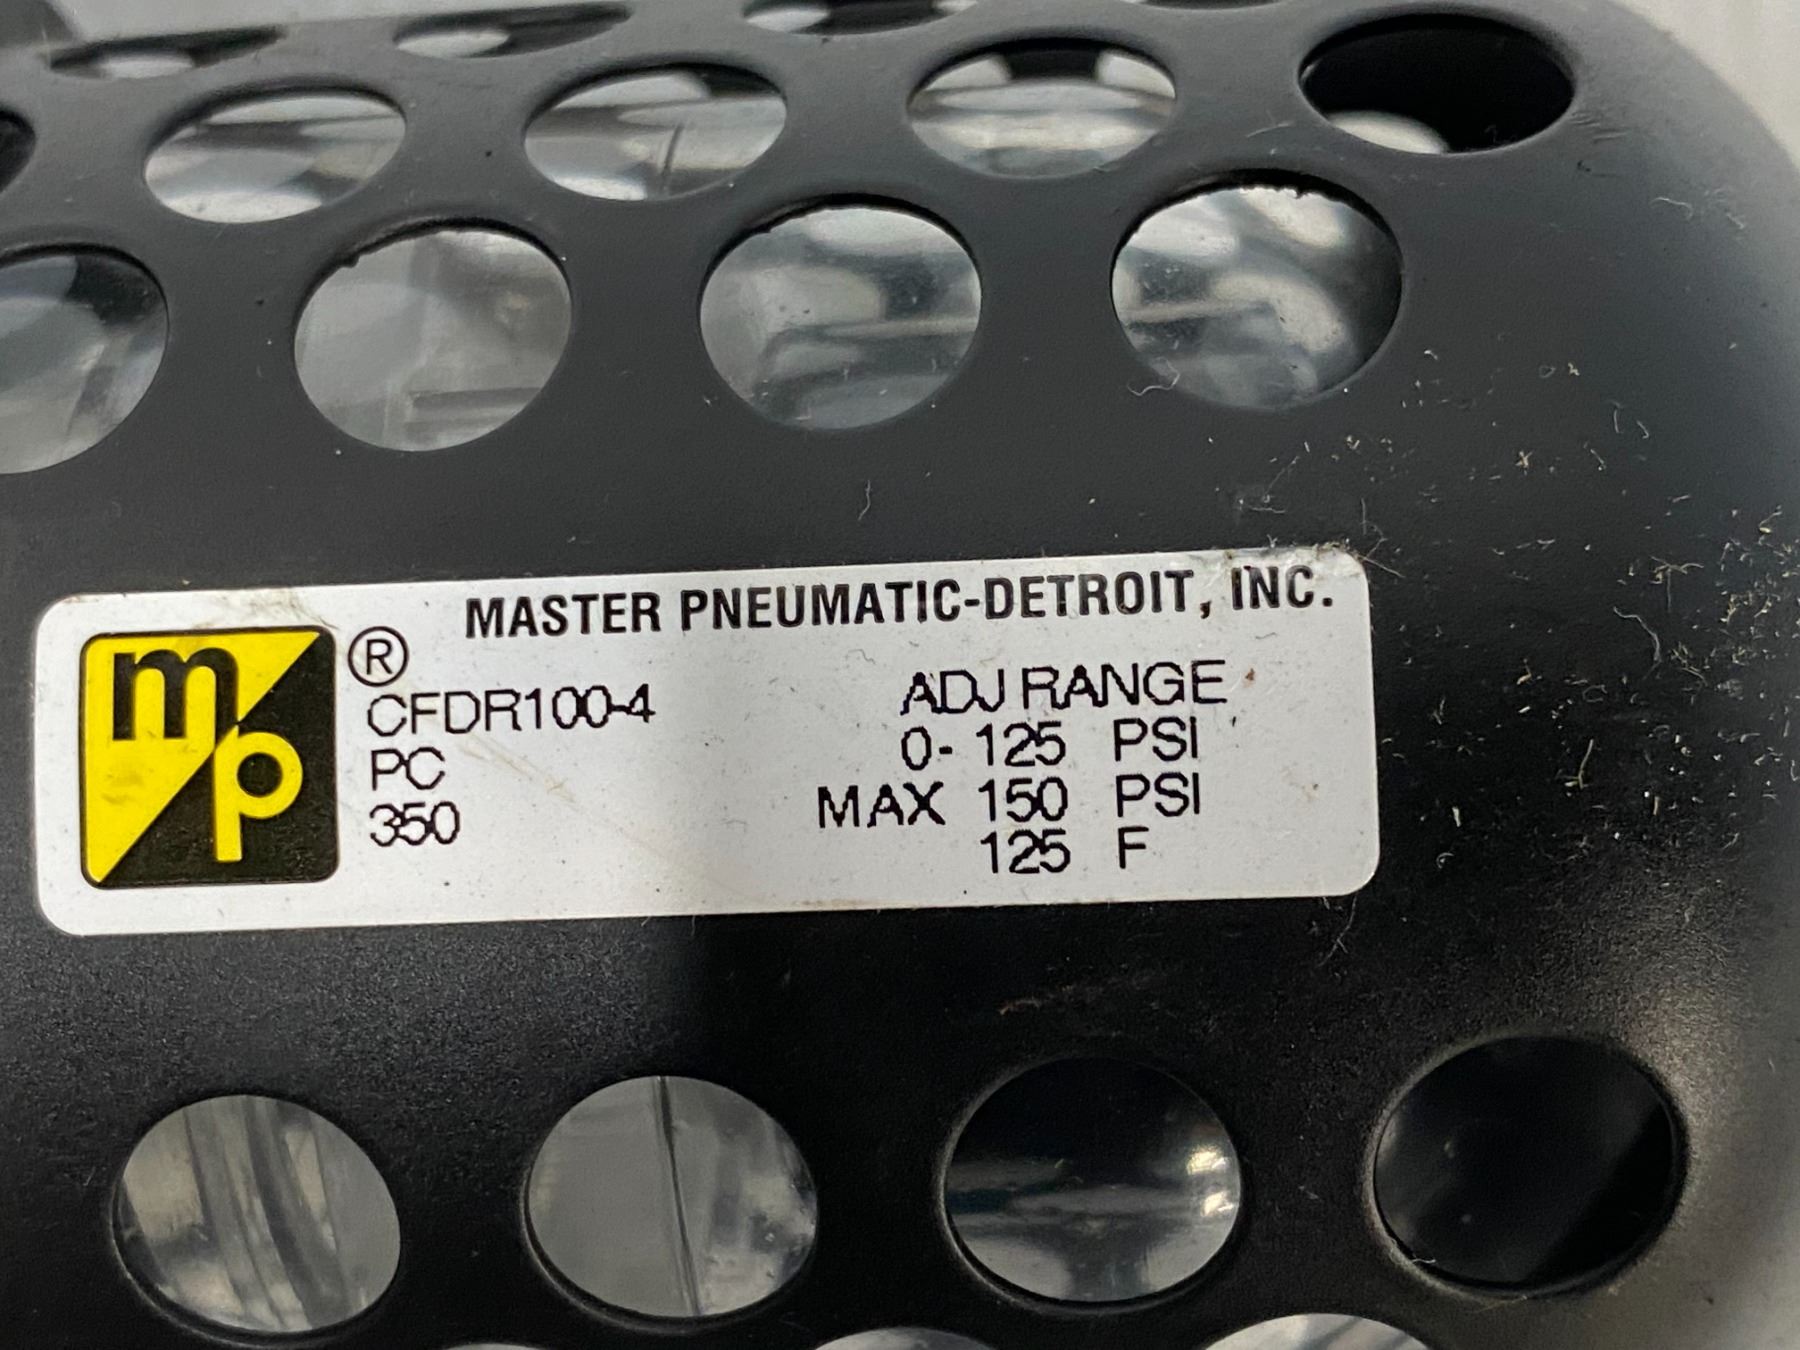 MASTER PNEUMATIC-DETROIT, INC.
mp ®
CFDR100-4
PC
350
ADJ RANGE
0- 125 PSI
MAX 150 PSI
125 F